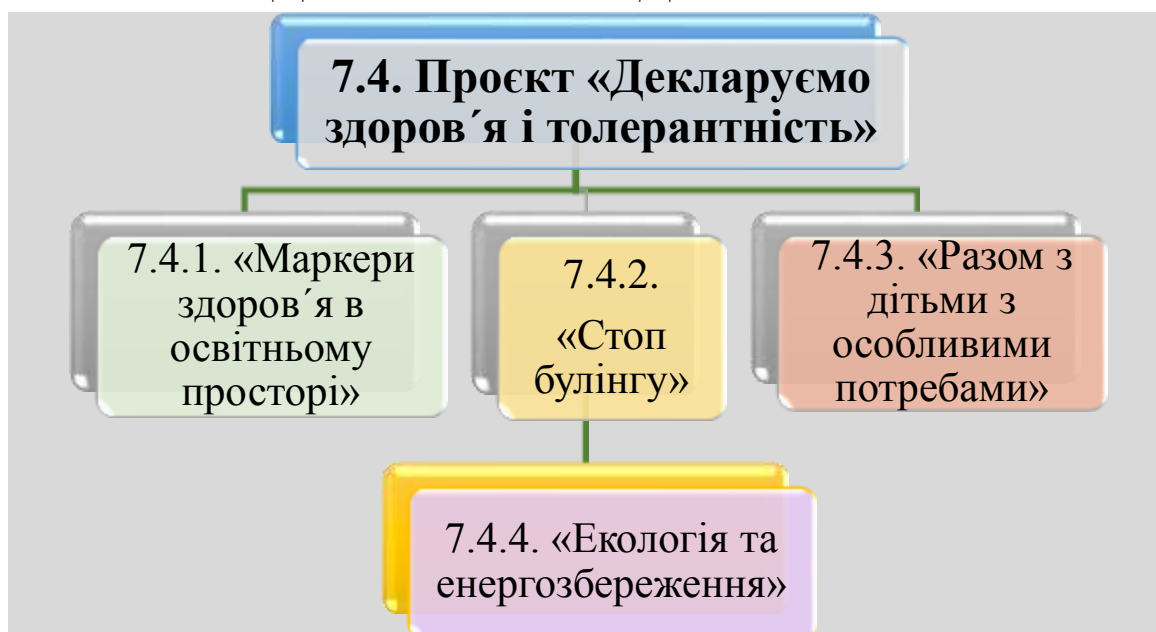 7.4. Проєкт «Декларуємо
здоров´я і толерантність»
7.4.1. «Маркери
здоров´я в
освітньому
просторі»
7.4.2.
«Стоп
булінгу»
7.4.3. «Разом з
дітьми з
особливими
потребами»
7.4.4. «Екологія та
енергозбереження»